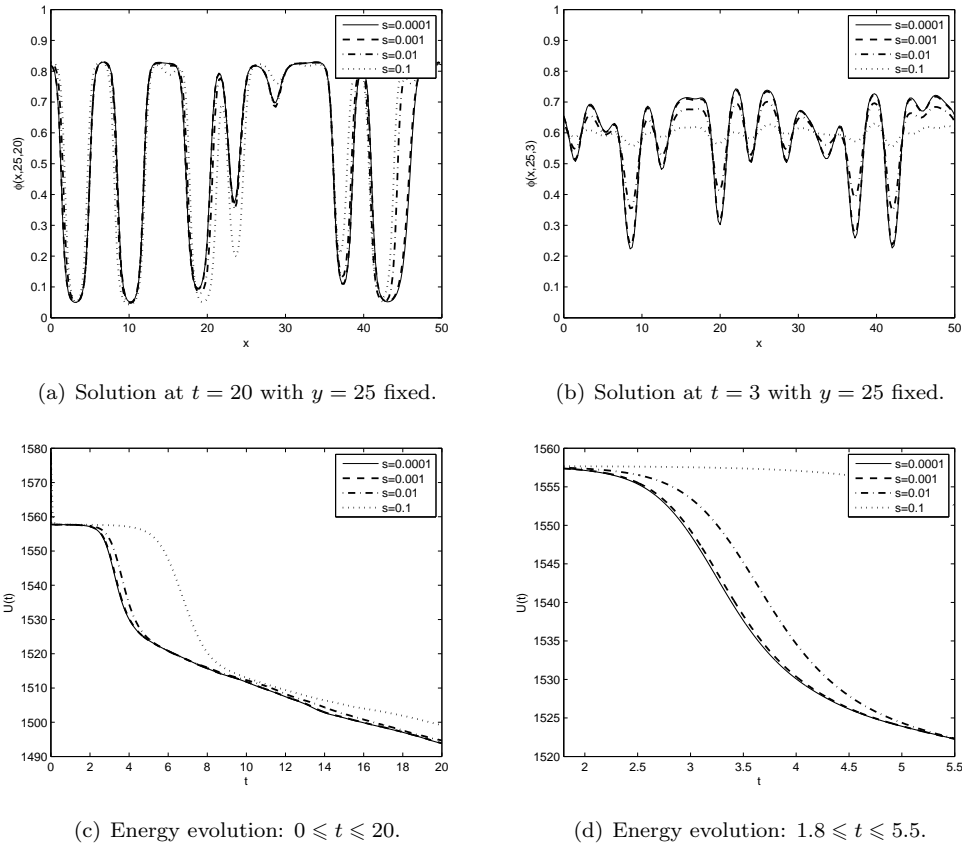 1
0.9
0.8
0.7
0.6
0.5
0.4
0.3
0.2
0.1
0
ϕ(x,25,20)
0 10 20 30 40 50
x
s=0.0001
s=0.001
s=0.01
s=0.1
(a) Solution at t = 20 with y = 25 fixed.
1
0.9
0.8
0.7
0.6
0.5
0.4
0.3
0.2
0.1
0
ϕ(x,25,3)
0 10 20 30 40 50
x
s=0.0001
s=0.001
s=0.01
s=0.1
(b) Solution at t = 3 with y = 25 fixed.
1580
1570
1560
1550
1540
1530
1520
1510
1500
1490
U(t)
0 2 4 6 8 10 12 14 16 18 20
t
s=0.0001
s=0.001
s=0.01
s=0.1
(c) Energy evolution: 0 ⩽ t ⩽ 20.
1560
1555
1550
1545
1540
1535
1530
1525
1520
U(t)
2 2.5 3 3.5 4 4.5 5 5.5
t
s=0.0001
s=0.001
s=0.01
s=0.1
(d) Energy evolution: 1.8 ⩽ t ⩽ 5.5.